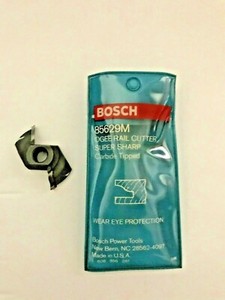 BOSCH
85629M
OGEE RAIL CUTTER,
SUPER SHARP
Carbide Tipped
WEAR EYE PROTECTION
Bosch Power Tools
New Bern, NC 28562-4097
Made in U.S.A.